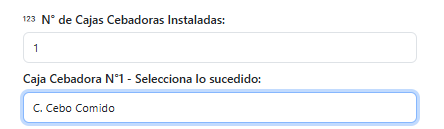 123 N° de Cajas Cebadoras Instaladas:
1
Caja Cebadora N°1 - Selecciona lo sucedido:
C. Cebo Comido